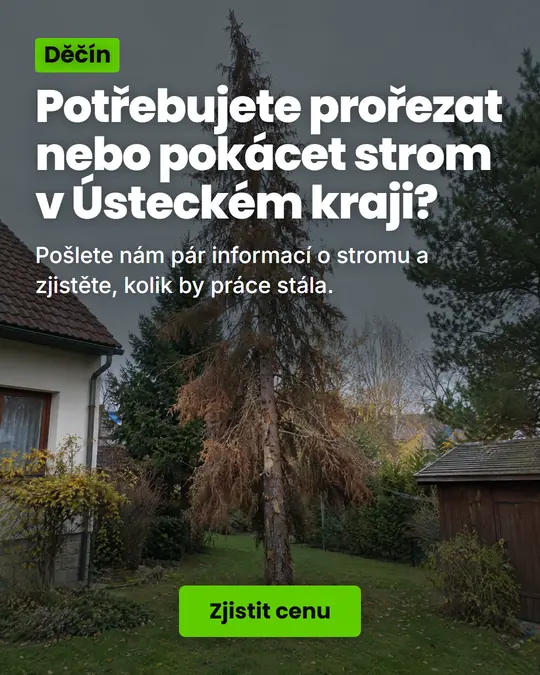 Děčín
Potřebujete prořezat
nebo pokácet strom
v Ústeckém kraji?
Pošlete nám pár informací o stromu a
zjistěte, kolik by práce stála.
Zjistit cenu